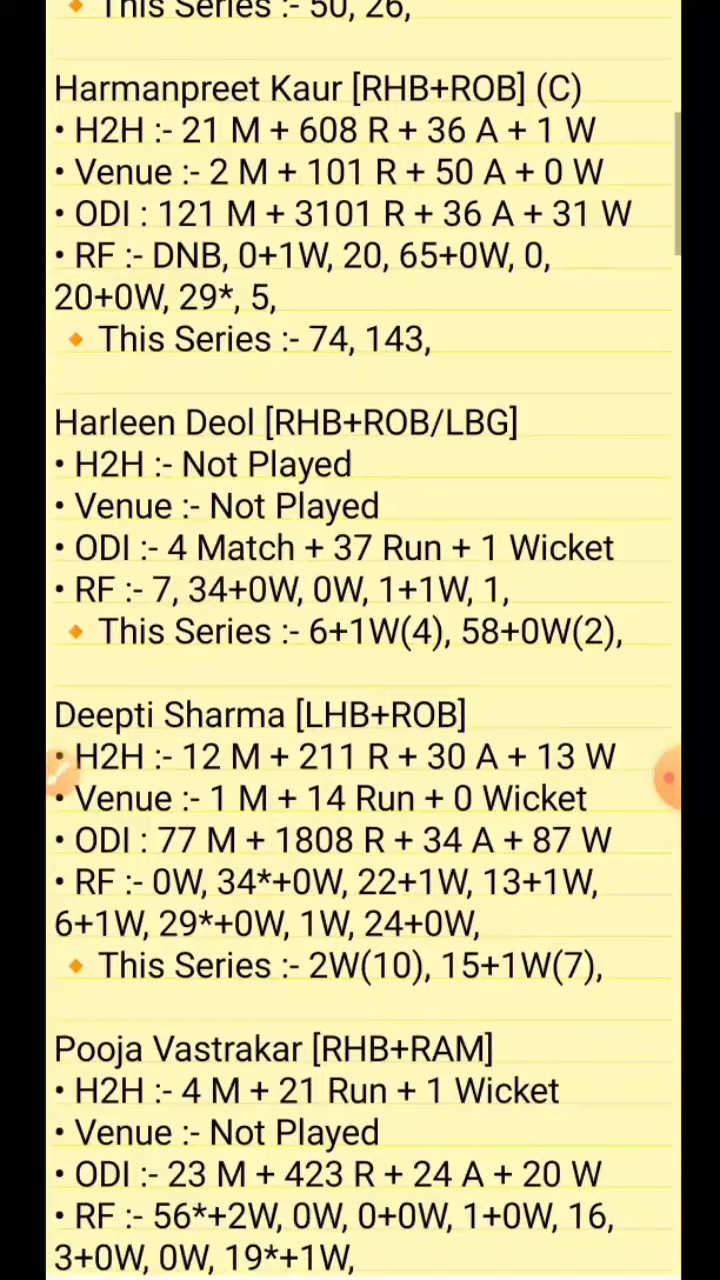 🔸 This Series :- 50, 26,
Harmanpreet Kaur [RHB+ROB] (C)
• H2H :- 21 M + 608 R + 36 A + 1 W
• Venue :- 2 M + 101 R + 50 A + 0 W
• ODI : 121 M + 3101 R + 36 A + 31 W
• RF :- DNB, 0+1W, 20, 65+0W, 0,
20+0W, 29*, 5,
🔸 This Series :- 74, 143,
Harleen Deol [RHB+ROB/LBG]
• H2H :- Not Played
• Venue :- Not Played
• ODI :- 4 Match + 37 Run + 1 Wicket
• RF :- 7, 34+0W, 0W, 1+1W, 1,
🔸 This Series :- 6+1W(4), 58+0W(2),
Deepti Sharma [LHB+ROB]
• H2H :- 12 M + 211 R + 30 A + 13 W
• Venue :- 1 M + 14 Run + 0 Wicket
• ODI : 77 M + 1808 R + 34 A + 87 W
• RF :- 0W, 34*+0W, 22+1W, 13+1W,
6+1W, 29*+0W, 1W, 24+0W,
🔸 This Series :- 2W(10), 15+1W(7),
Pooja Vastrakar [RHB+RAM]
• H2H :- 4 M + 21 Run + 1 Wicket
• Venue :- Not Played
• ODI :- 23 M + 423 R + 24 A + 20 W
• RF :- 56*+2W, 0W, 0+0W, 1+0W, 16,
3+0W, 0W, 19*+1W,